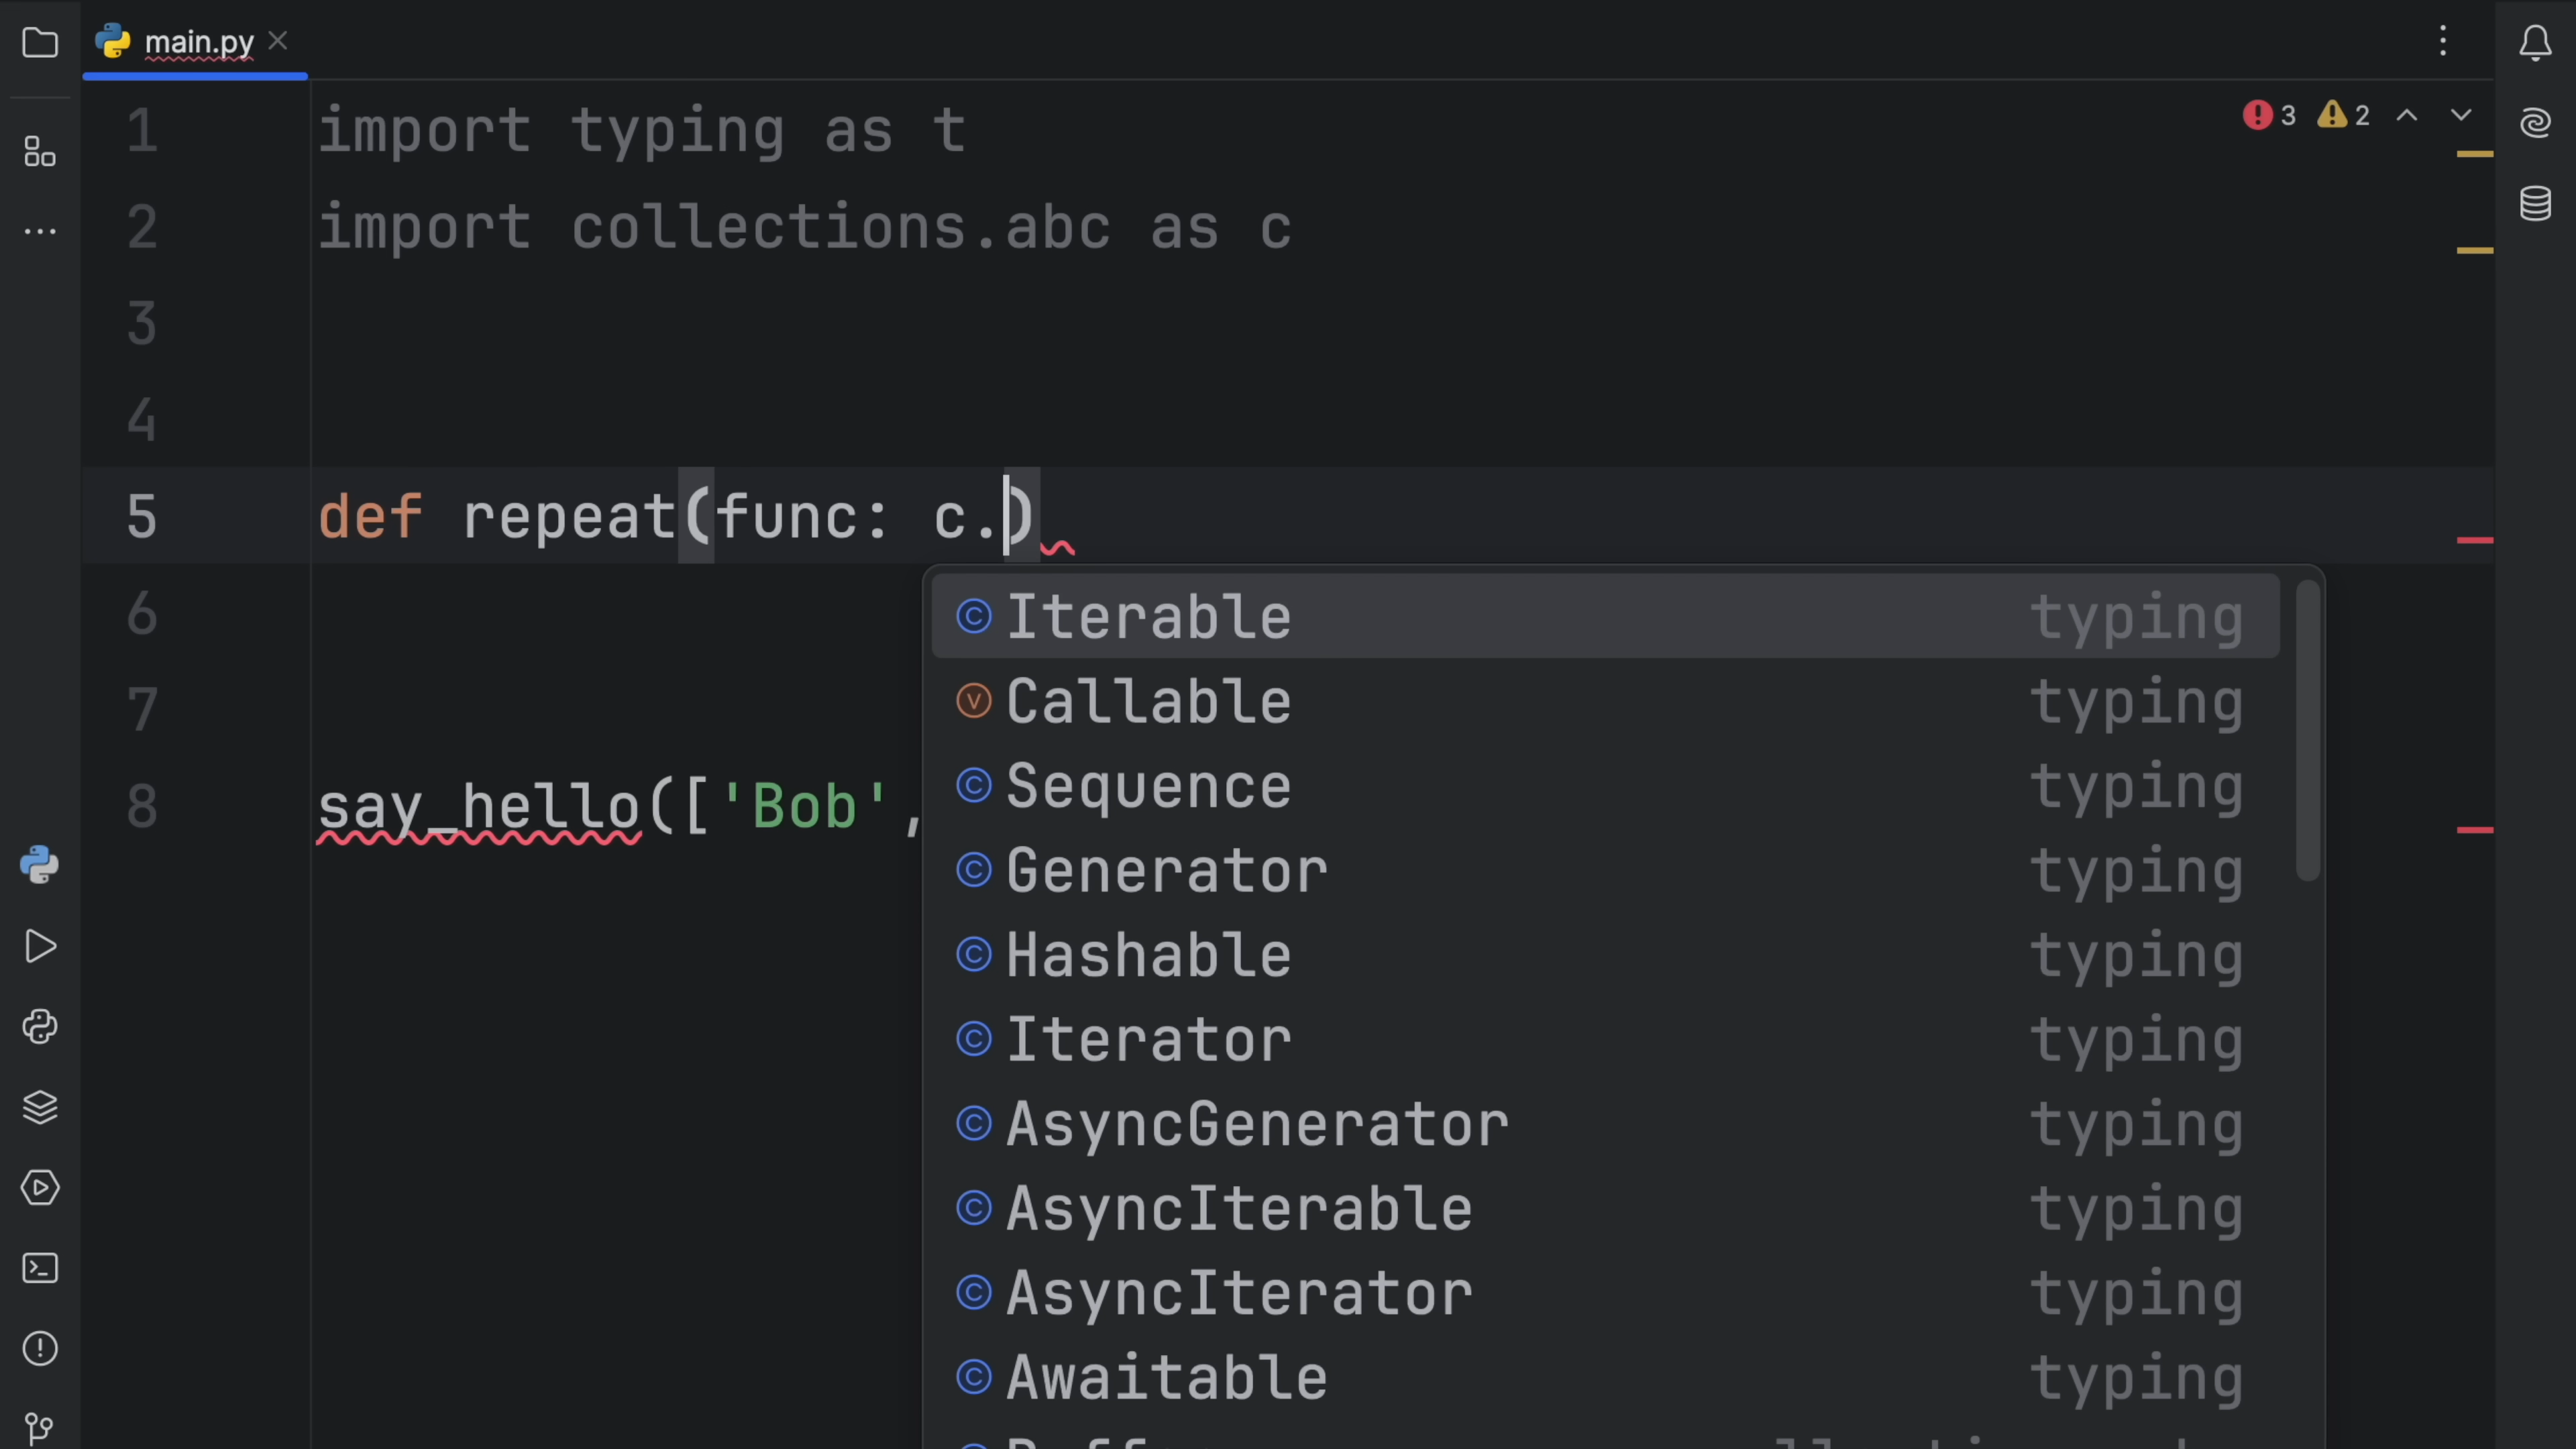 main.py
3 2
1 import typing as t
2 import collections.abc as c
3
4
5 def repeat(func: c.)
6
7
8 say_hello(['Bob',
Iterable typing
Callable typing
Sequence typing
Generator typing
Hashable typing
Iterator typing
AsyncGenerator typing
AsyncIterable typing
AsyncIterator typing
Awaitable typing